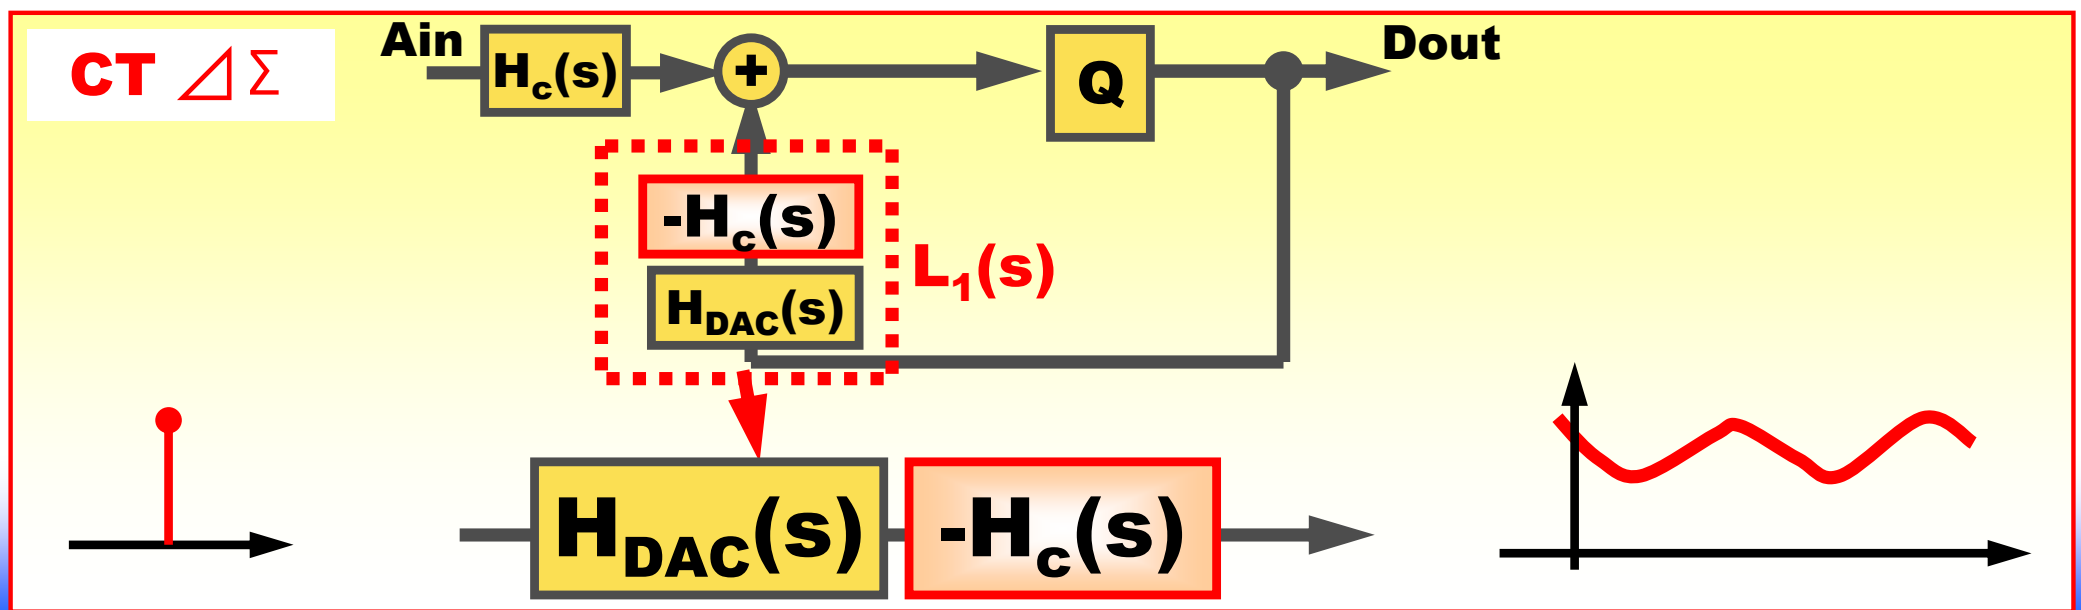 CT ⊿Σ
Ain
Hc(s)
+
Q
Dout
-Hc(s)
HDAC(s)
L1(s)
HDAC(s)
-Hc(s)